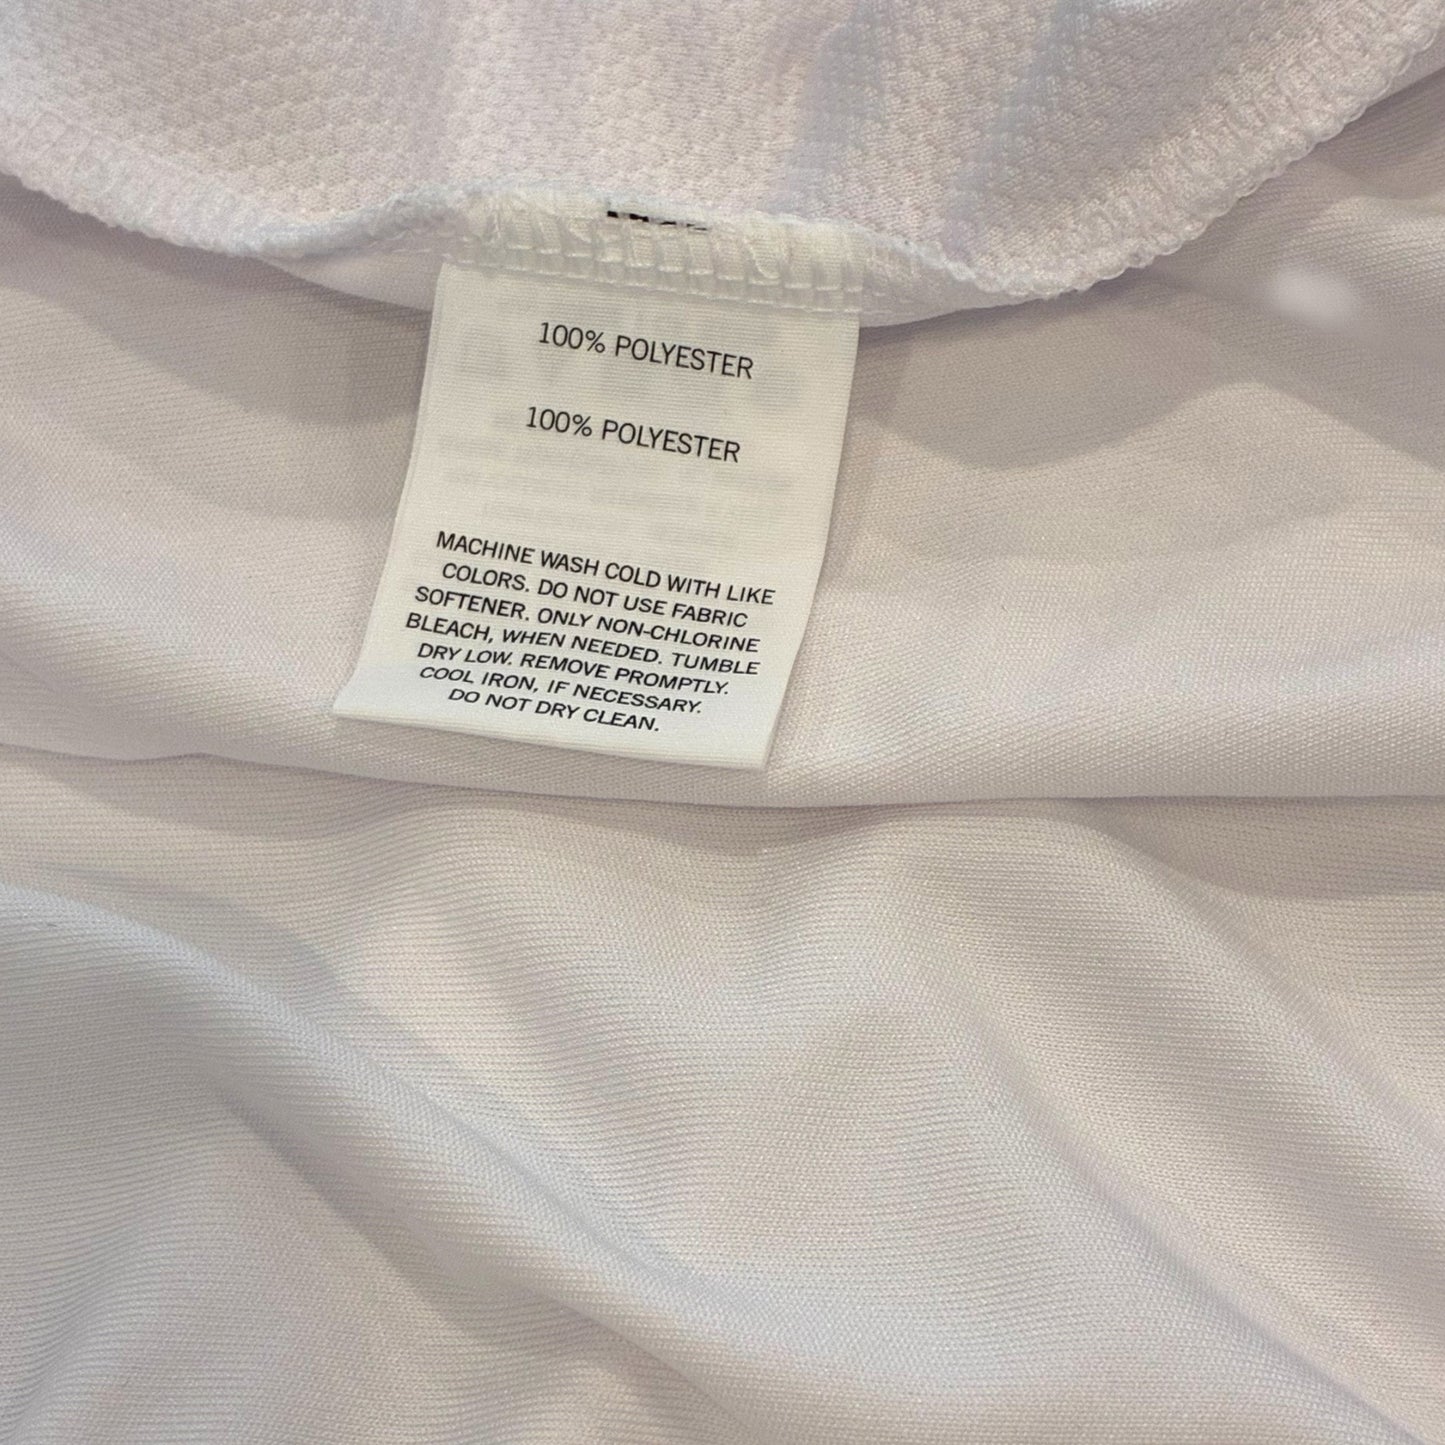 100% POLYESTER
100% POLYESTER
MACHINE WASH COLD WITH LIKE
COLORS. DO NOT USE FABRIC
SOFTENER. ONLY NON-CHLORINE
BLEACH, WHEN NEEDED. TUMBLE
DRY LOW. REMOVE PROMPTLY.
COOL IRON, IF NECESSARY.
DO NOT DRY CLEAN.